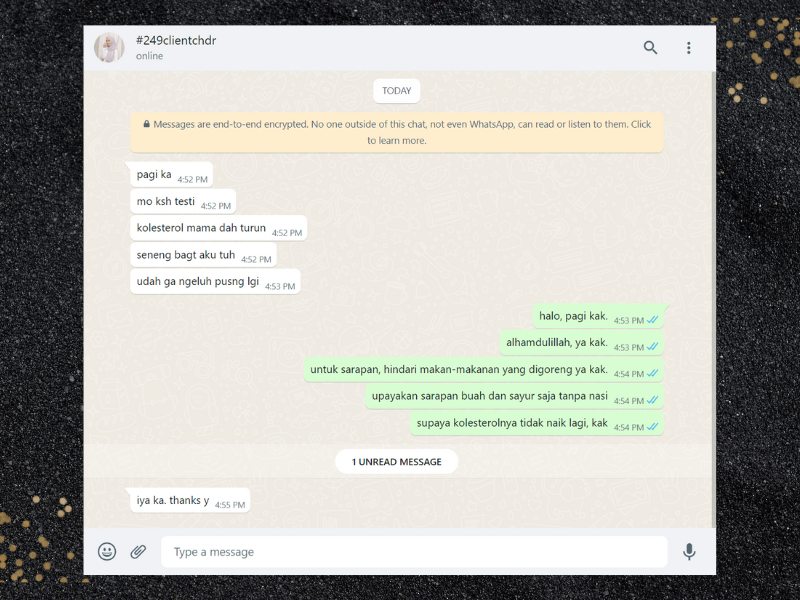 #249clientchdr
online
TODAY
Messages are end-to-end encrypted. No one outside of this chat, not even WhatsApp, can read or listen to them. Click
to learn more.
pagi ka 4:52 PM
mo ksh testi 4:52 PM
kolesterol mama dah turun 4:52 PM
seneng bagt aku tuh 4:52 PM
udah ga ngeluh pusng lgi 4:53 PM
halo, pagi kak. 4:53 PM
alhamdulillah, ya kak. 4:53 PM
untuk sarapan, hindari makan-makanan yang digoreng ya kak. 4:54 PM
upayakan sarapan buah dan sayur saja tanpa nasi 4:54 PM
supaya kolesterolnya tidak naik lagi, kak 4:54 PM
1 UNREAD MESSAGE
iya ka. thanks y 4:55 PM
Type a message